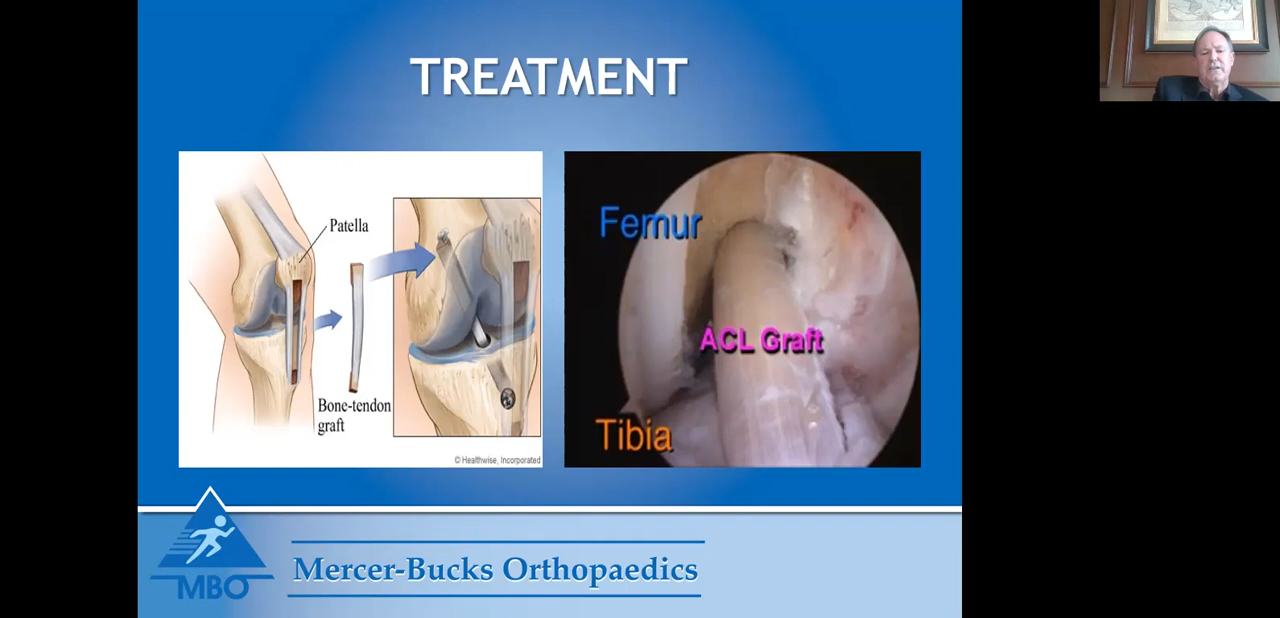 TREATMENT
Patella
Bone-tendon
graft
© Healthwise, Incorporated
Femur
ACL Graft
Tibia
MBO
Mercer-Bucks Orthopaedics